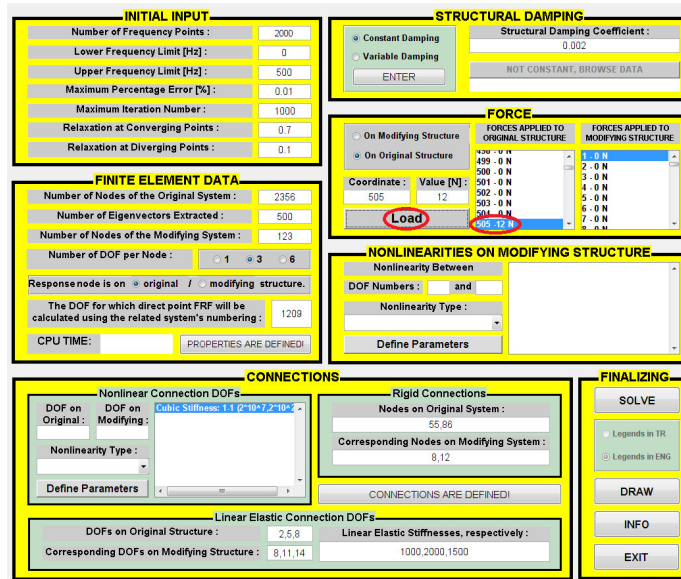 INITIAL INPUT
Number of Frequency Points : 2000
Lower Frequency Limit [Hz] : 0
Upper Frequency Limit [Hz] : 500
Maximum Percentage Error [%] : 0.01
Maximum Iteration Number : 1000
Relaxation at Converging Points : 0.7
Relaxation at Diverging Points : 0.1
STRUCTURAL DAMPING
Constant Damping
Variable Damping
ENTER
Structural Damping Coefficient :
0.002
NOT CONSTANT, BROWSE DATA
FORCE
On Modifying Structure
On Original Structure
Coordinate : Value [N] :
505 12
Load
FORCES APPLIED TO
ORIGINAL STRUCTURE
499 - 0 N
500 - 0 N
501 - 0 N
502 - 0 N
503 - 0 N
504 - 0 N
505 -12 N
FORCES APPLIED TO
MODIFYING STRUCTURE
1 - 0 N
2 - 0 N
3 - 0 N
4 - 0 N
5 - 0 N
6 - 0 N
7 - 0 N
8 - 0 N
FINITE ELEMENT DATA
Number of Nodes of the Original System : 2356
Number of Eigenvectors Extracted : 500
Number of Nodes of the Modifying System : 123
Number of DOF per Node : 1 3 6
Response node is on original / modifying structure.
The DOF for which direct point FRF will be
calculated using the related system's numbering : 1209
CPU TIME: PROPERTIES ARE DEFINED!
NONLINEARITIES ON MODIFYING STRUCTURE
Nonlinearity Between
DOF Numbers : and
Nonlinearity Type :
Define Parameters
CONNECTIONS
Nonlinear Connection DOFs
DOF on
Original :
DOF on
Modifying :
Nonlinearity Type :
Define Parameters
Cubic Stiffness: 1-1 (2*10^7,2*10^2
Rigid Connections
Nodes on Original System :
55,86
Corresponding Nodes on Modifying System :
8,12
CONNECTIONS ARE DEFINED!
Linear Elastic Connection DOFs
DOFs on Original Structure : 2,5,8
Corresponding DOFs on Modifying Structure : 8,11,14
Linear Elastic Stiffnesses, respectively :
1000,2000,1500
FINALIZING
SOLVE
Legends in TR
Legends in ENG
DRAW
INFO
EXIT